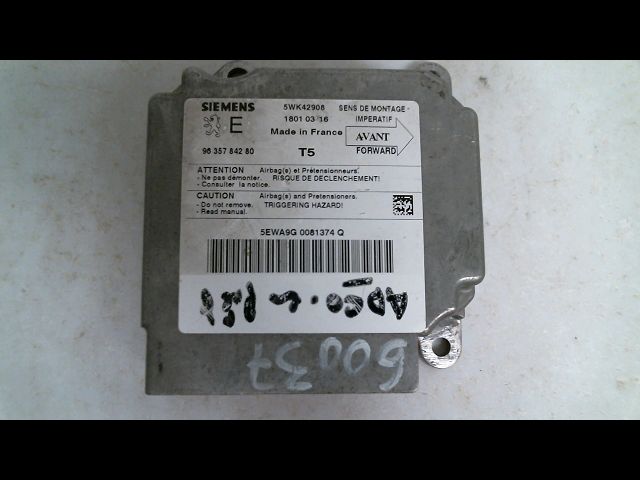 SIEMENS
5WK42908
SENS DE MONTAGE
E
1801 03 16
IMPERATIF
Made in France
AVANT
96 357 842 80
T5
FORWARD
ATTENTION Airbag(s) et Prétensionneurs.
- Ne pas démonter. RISQUE DE DECLENCHEMENT!
- Consulter la notice.
CAUTION Airbag(s) and Pretensioners.
- Do not remove. TRIGGERING HAZARD!
- Read manual.
5EWA9G 0081374 Q
60037